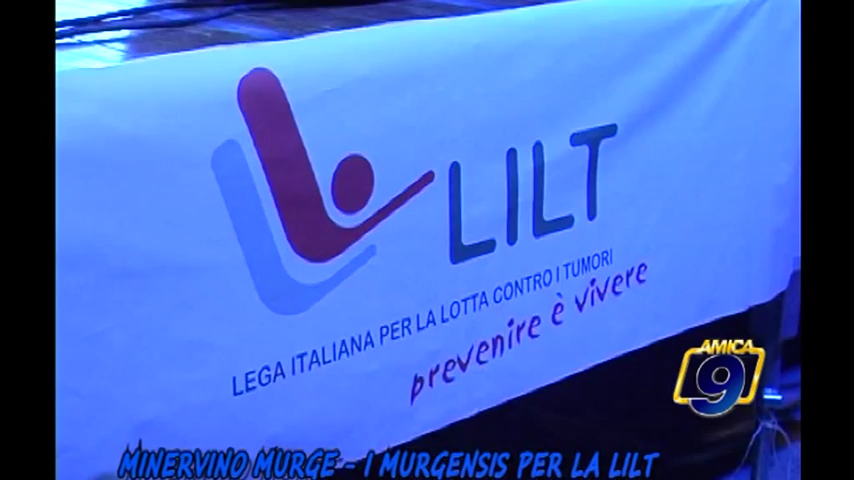 LILT
LEGA ITALIANA PER LA LOTTA CONTRO I TUMORI
prevenire è vivere
AMICA
9
MINERVINO MURGE - I MURGENSIS PER LA LILT